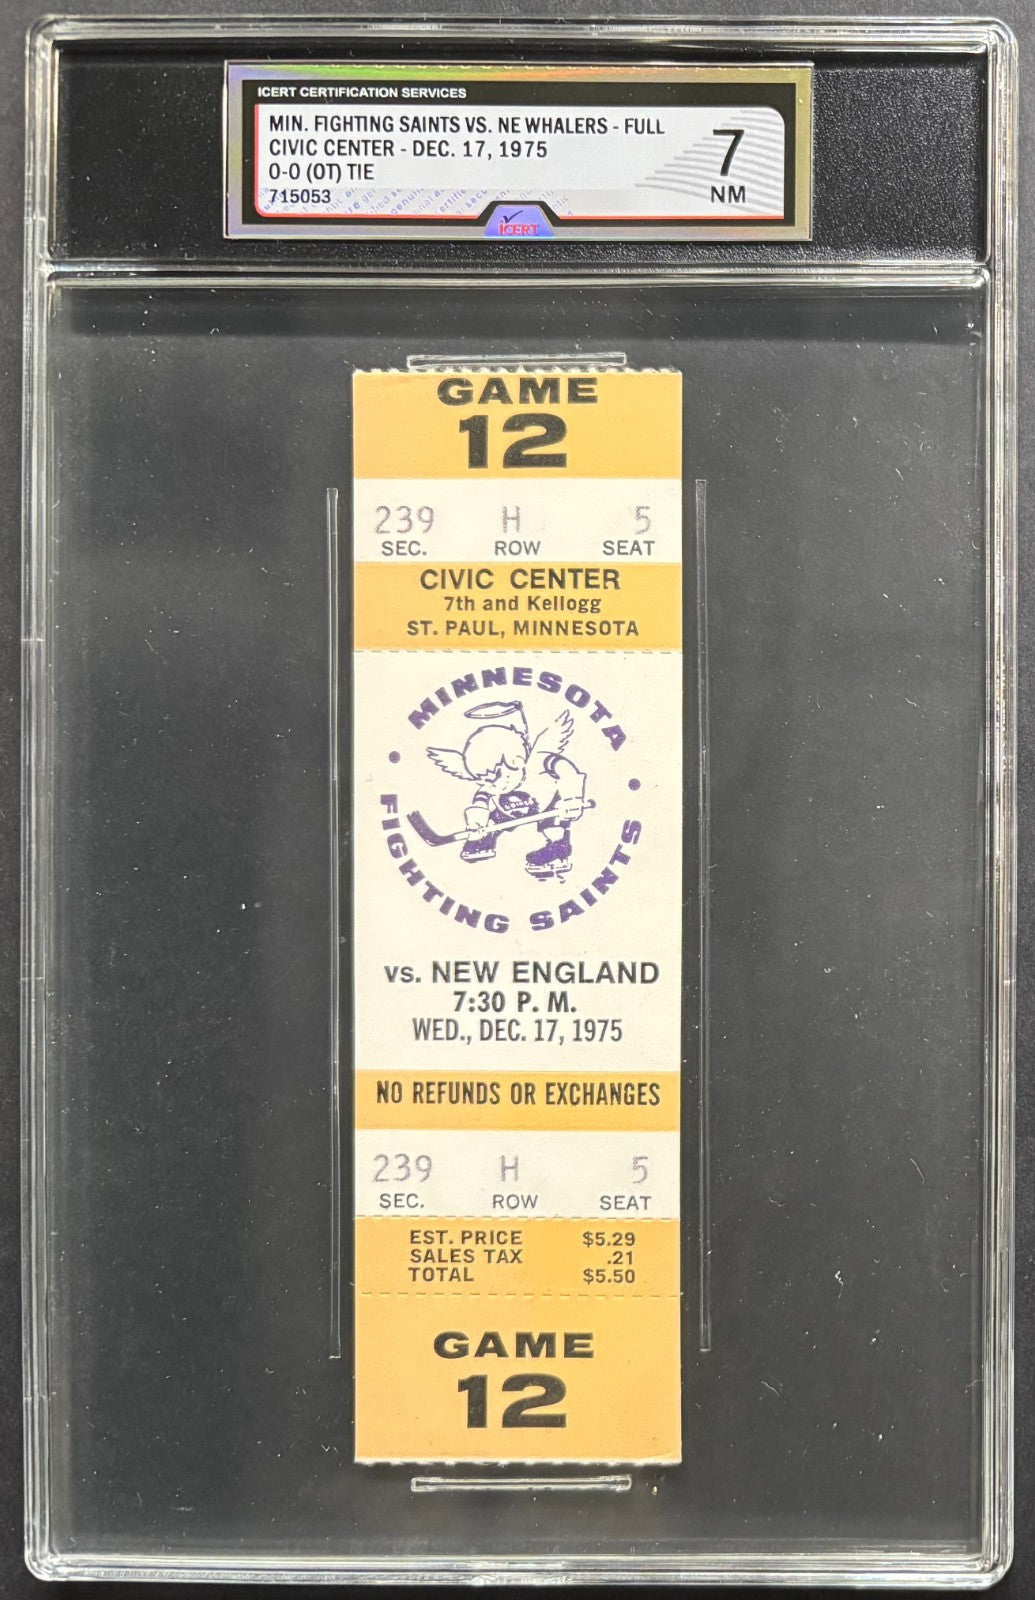 ICERT CERTIFICATION SERVICES
MIN. FIGHTING SAINTS VS. NE WHALERS - FULL
CIVIC CENTER - DEC. 17, 1975
0-0 (OT) TIE
715053
7
NM
ICERT
GAME
12
239 H 5
SEC. ROW SEAT
CIVIC CENTER
7th and Kellogg
ST. PAUL, MINNESOTA
MINNESOTA
FIGHTING SAINTS
vs. NEW ENGLAND
7:30 P. M.
WED., DEC. 17, 1975
NO REFUNDS OR EXCHANGES
239 H 5
SEC. ROW SEAT
EST. PRICE $5.29
SALES TAX .21
TOTAL $5.50
GAME
12